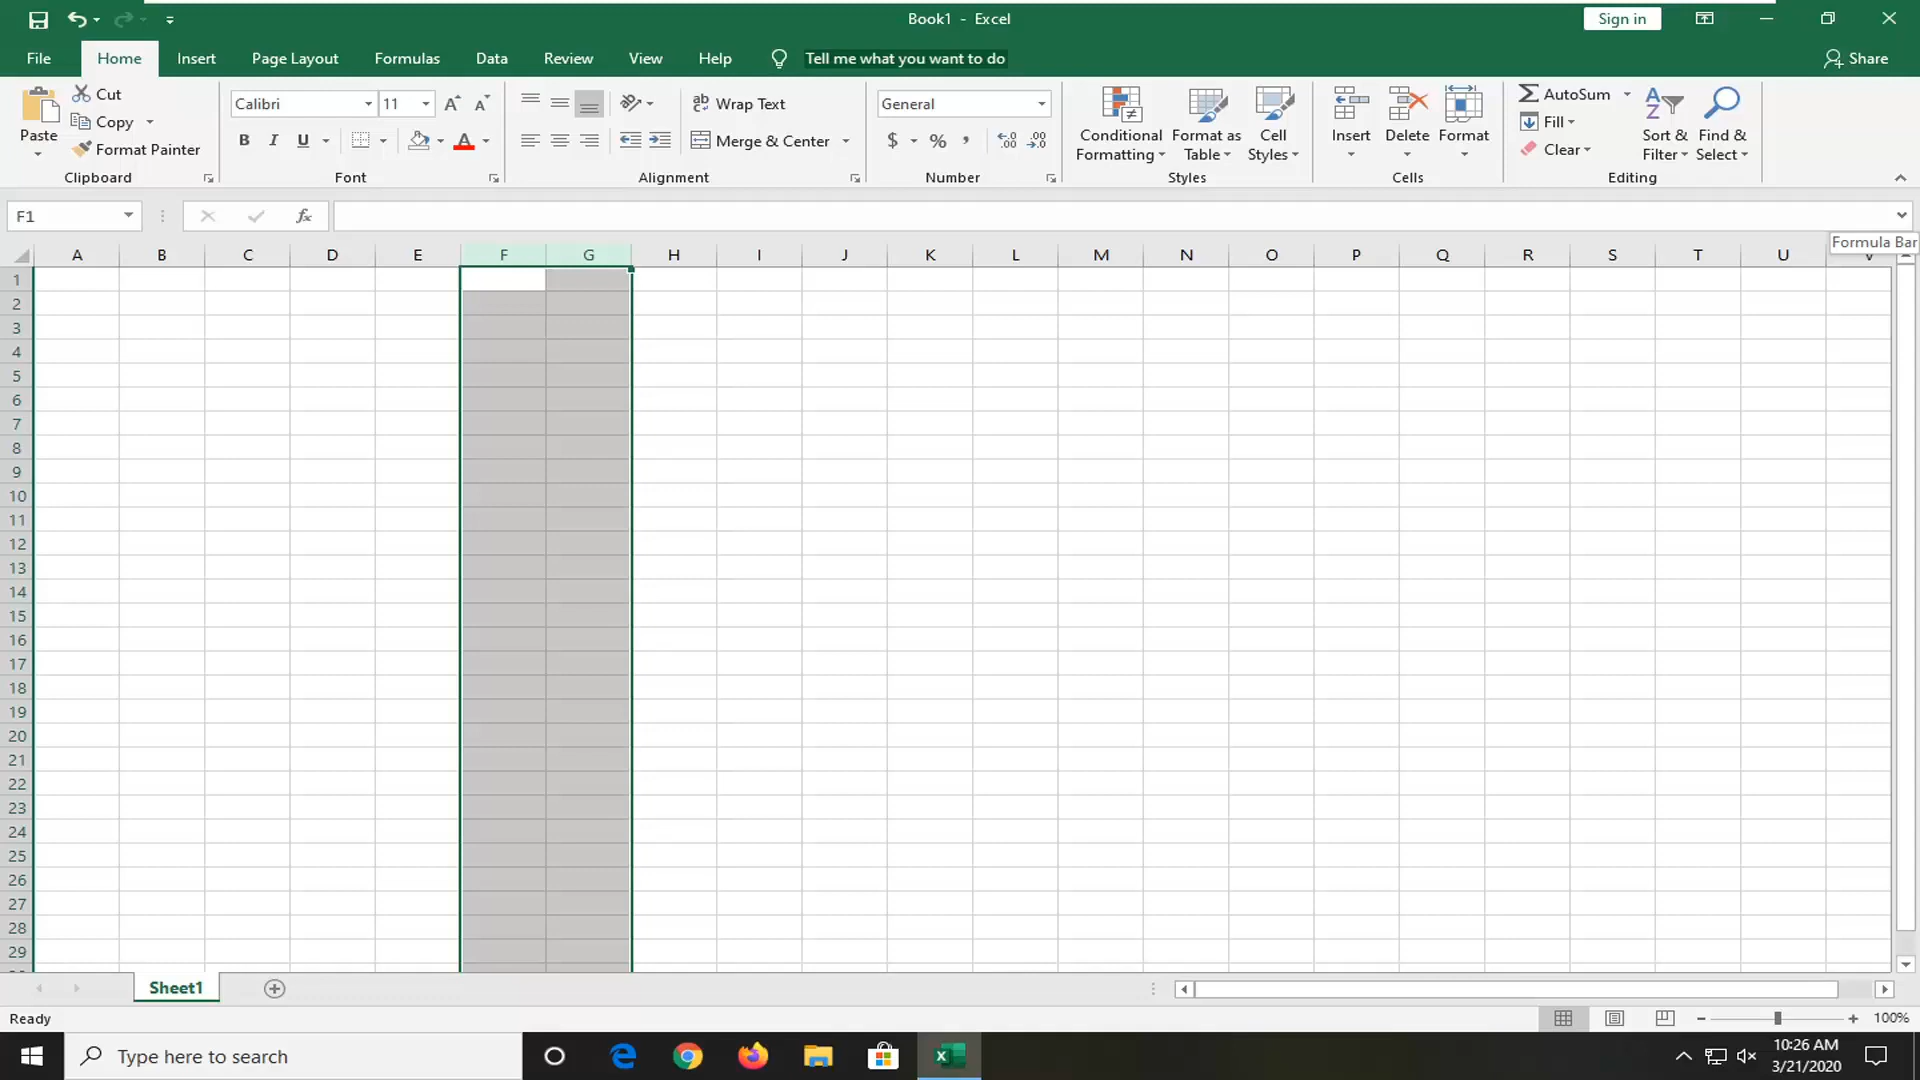 Book1 - Excel
Sign in
File Home Insert Page Layout Formulas Data Review View Help Tell me what you want to do Share
Paste
Cut
Copy
Format Painter
Clipboard
Calibri 11
B I U
Font
Wrap Text
Merge & Center
Alignment
General
$ % ,
Number
Conditional Formatting
Format as Table
Cell Styles
Styles
Insert
Delete
Format
Cells
AutoSum
Fill
Clear
Sort & Filter
Find & Select
Editing
F1 fx
Formula Bar
A B C D E F G H I J K L M N O P Q R S T U V
1
2
3
4
5
6
7
8
9
10
11
12
13
14
15
16
17
18
19
20
21
22
23
24
25
26
27
28
29
Sheet1
Ready 100%
Type here to search
10:26 AM
3/21/2020